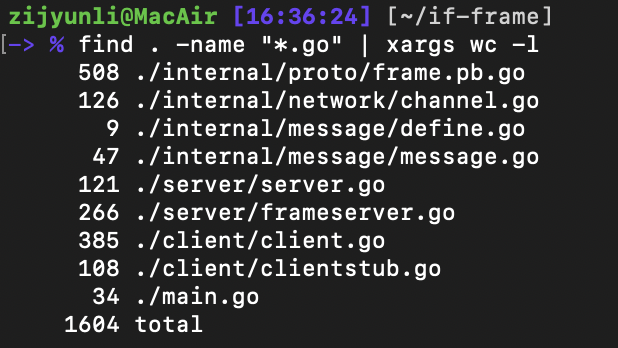 zijyunli@MacAir [16:36:24] [~/if-frame]
[-> % find . -name "*.go" | xargs wc -l
508 ./internal/proto/frame.pb.go
126 ./internal/network/channel.go
9 ./internal/message/define.go
47 ./internal/message/message.go
121 ./server/server.go
266 ./server/frameserver.go
385 ./client/client.go
108 ./client/clientstub.go
34 ./main.go
1604 total